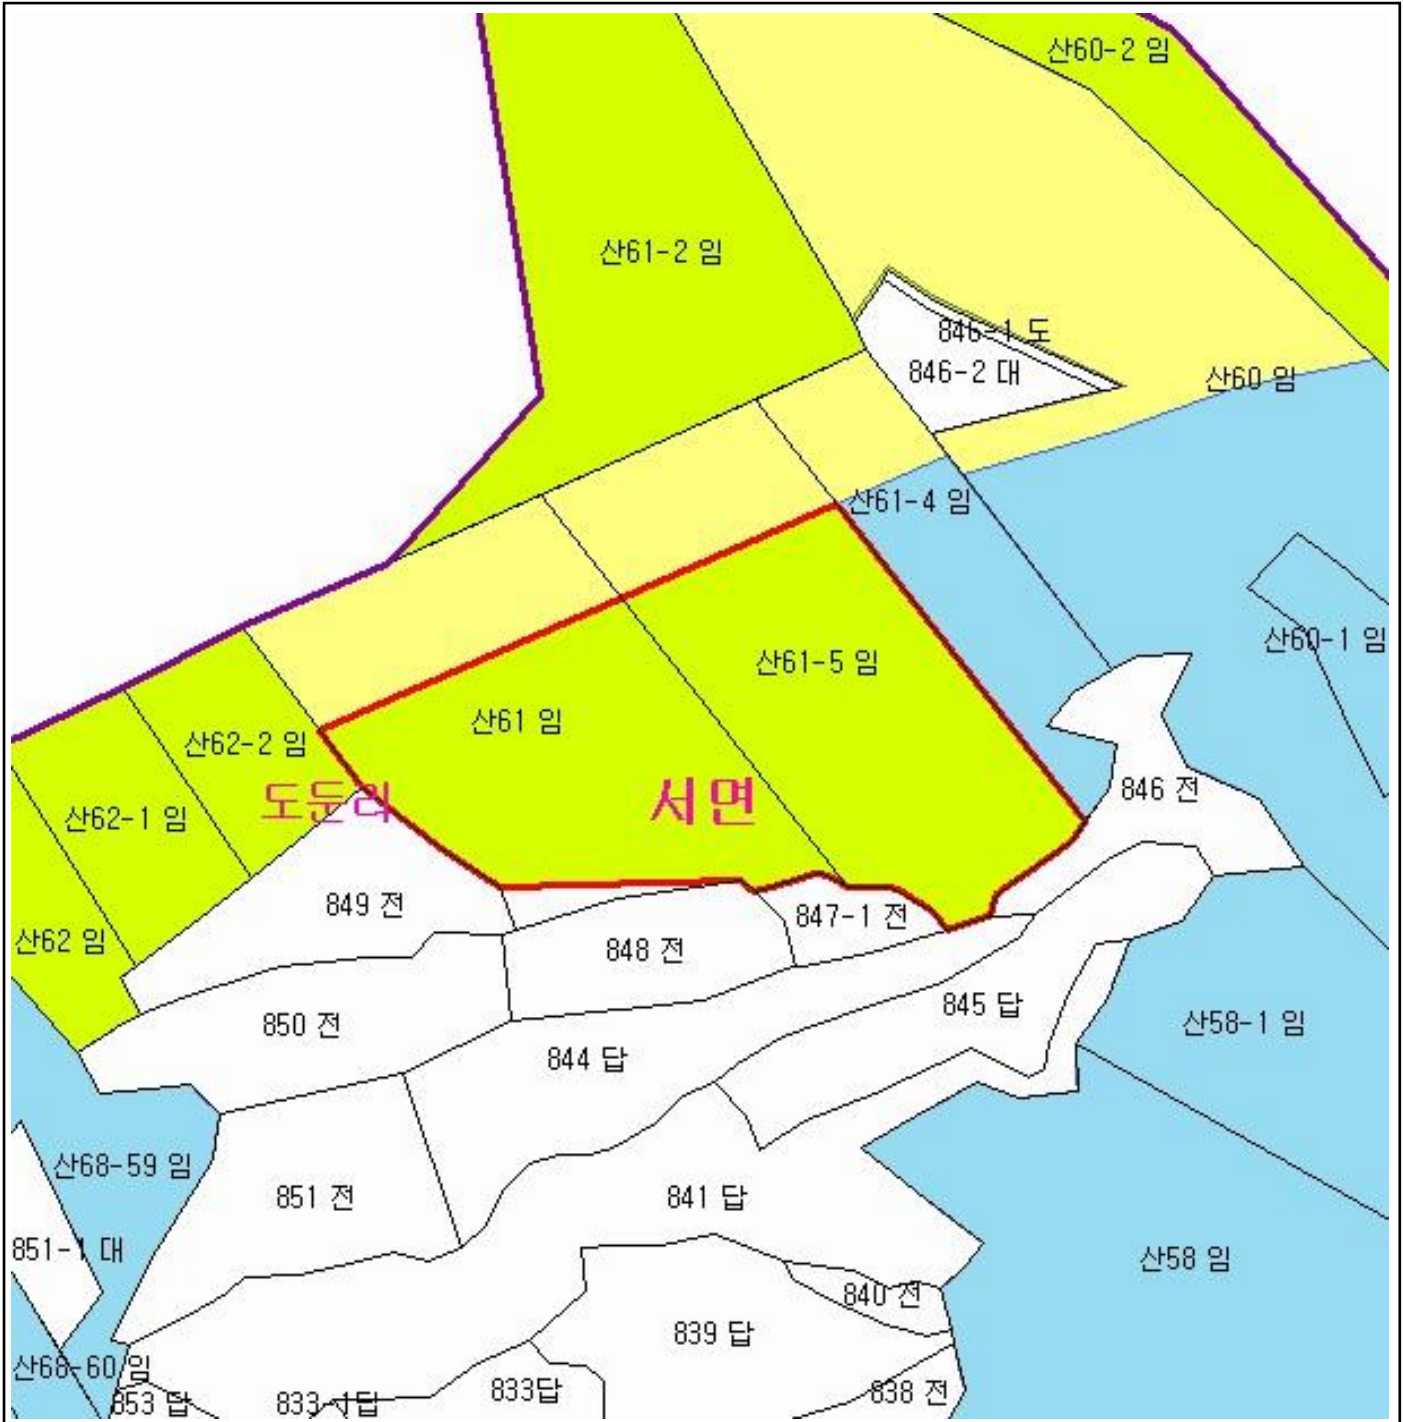 산60-2 임
산61-2 임
846-1 도
846-2 대
산60 임
산61-4 임
산60-1 임
산61-5 임
산61 임
산62-2 임
846 전
도둔리
서면
산62-1 임
849 전
847-1 전
산62 임
848 전
845 답
850 전
산58-1 임
844 답
산68-59 임
851 전
841 답
851-1 대
산58 임
840 전
839 답
산68-60 임
833답
838 전
853 답
833-1답